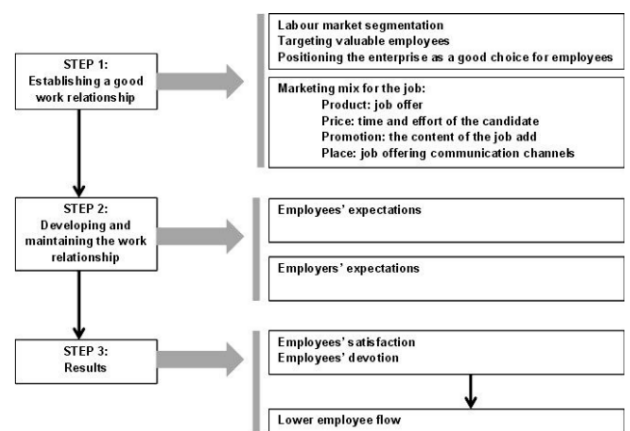 STEP 1:
Establishing a good
work relationship
Labour market segmentation
Targeting valuable employees
Positioning the enterprise as a good choice for employees
Marketing mix for the job:
Product: job offer
Price: time and effort of the candidate
Promotion: the content of the job add
Place: job offering communication channels
STEP 2:
Developing and
maintaining the work
relationship
Employees' expectations
Employers' expectations
STEP 3:
Results
Employees' satisfaction
Employees' devotion
Lower employee flow